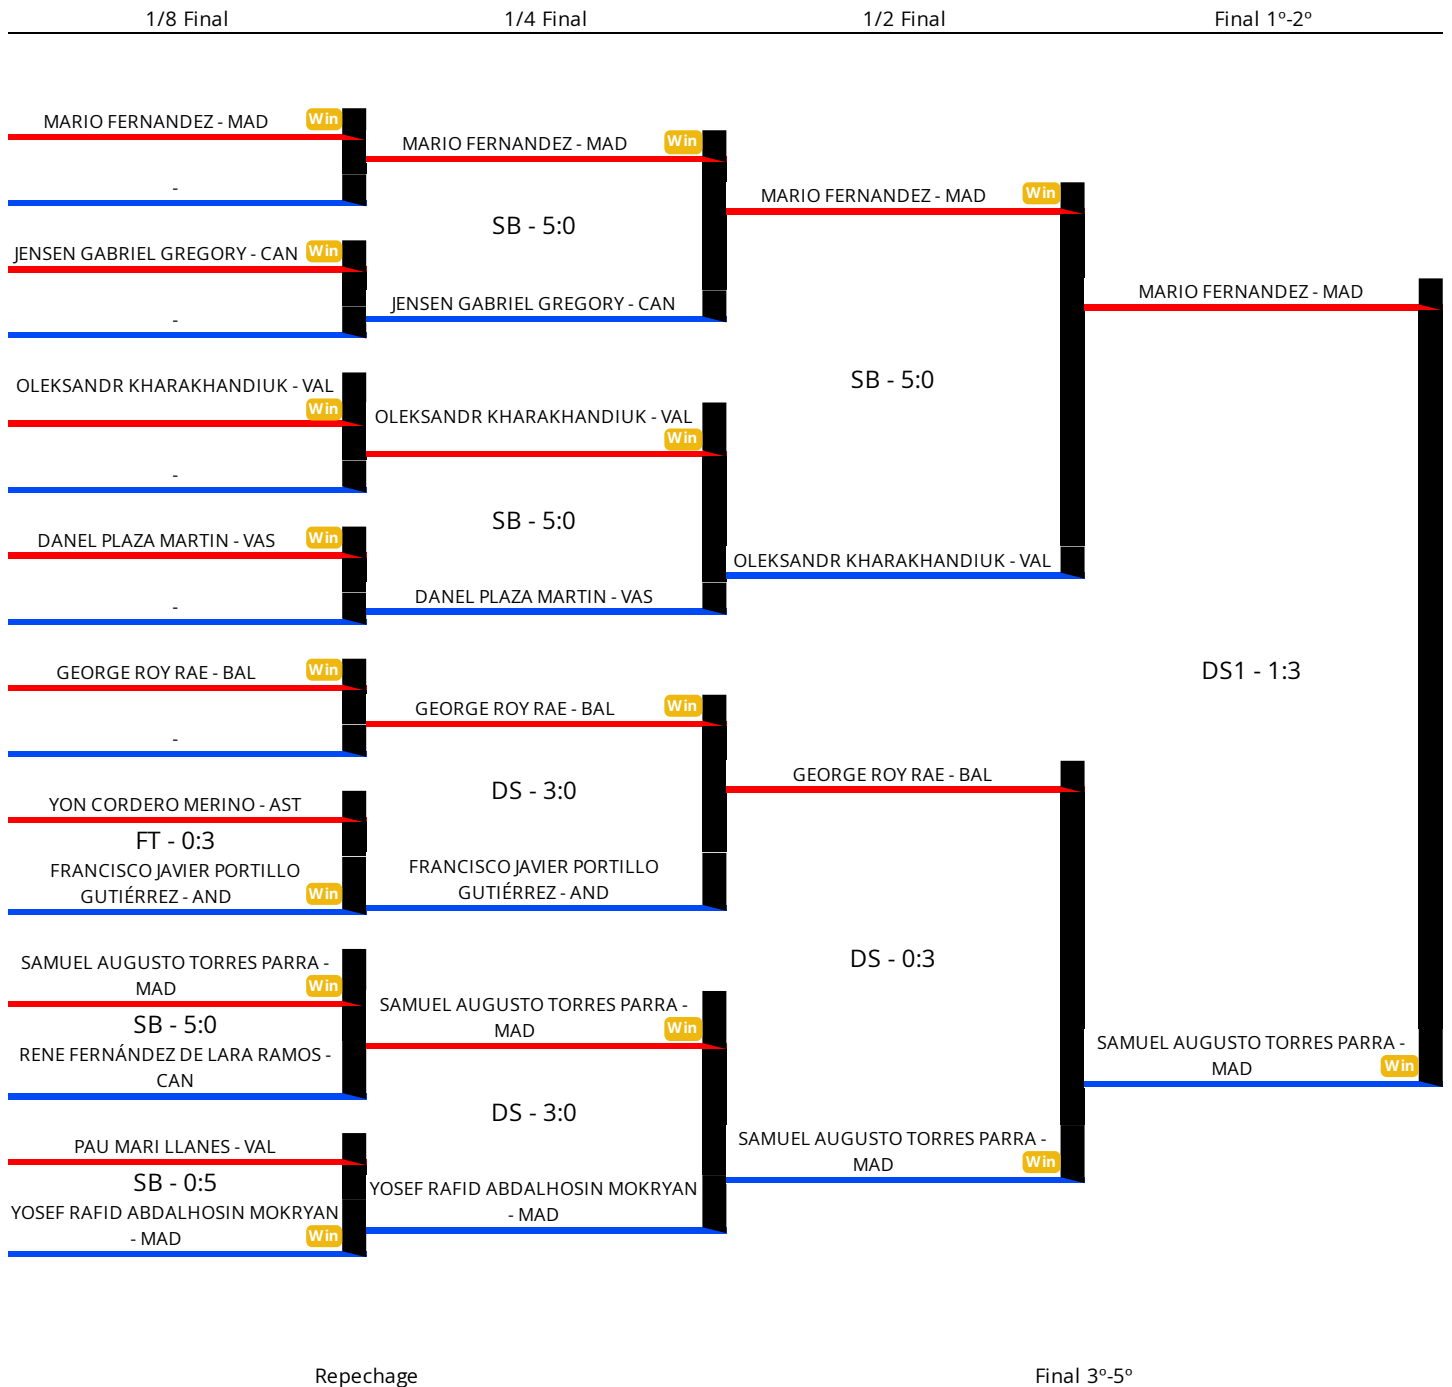 1/8 Final
1/4 Final
1/2 Final
Final 1º-2º
MARIO FERNANDEZ - MAD
Win
-
JENSEN GABRIEL GREGORY - CAN
Win
-
OLEKSANDR KHARAKHANDIUK - VAL
Win
-
DANEL PLAZA MARTIN - VAS
Win
-
GEORGE ROY RAE - BAL
Win
-
YON CORDERO MERINO - AST
FT - 0:3
FRANCISCO JAVIER PORTILLO
GUTIÉRREZ - AND
Win
SAMUEL AUGUSTO TORRES PARRA -
MAD
Win
SB - 5:0
RENE FERNÁNDEZ DE LARA RAMOS -
CAN
PAU MARI LLANES - VAL
SB - 0:5
YOSEF RAFID ABDALHOSIN MOKRYAN
- MAD
Win
MARIO FERNANDEZ - MAD
Win
SB - 5:0
JENSEN GABRIEL GREGORY - CAN
OLEKSANDR KHARAKHANDIUK - VAL
Win
SB - 5:0
DANEL PLAZA MARTIN - VAS
GEORGE ROY RAE - BAL
Win
DS - 3:0
FRANCISCO JAVIER PORTILLO
GUTIÉRREZ - AND
SAMUEL AUGUSTO TORRES PARRA -
MAD
Win
DS - 3:0
YOSEF RAFID ABDALHOSIN MOKRYAN
- MAD
MARIO FERNANDEZ - MAD
Win
SB - 5:0
OLEKSANDR KHARAKHANDIUK - VAL
GEORGE ROY RAE - BAL
DS - 0:3
SAMUEL AUGUSTO TORRES PARRA -
MAD
Win
MARIO FERNANDEZ - MAD
DS1 - 1:3
SAMUEL AUGUSTO TORRES PARRA -
MAD
Win
Repechage
Final 3º-5º